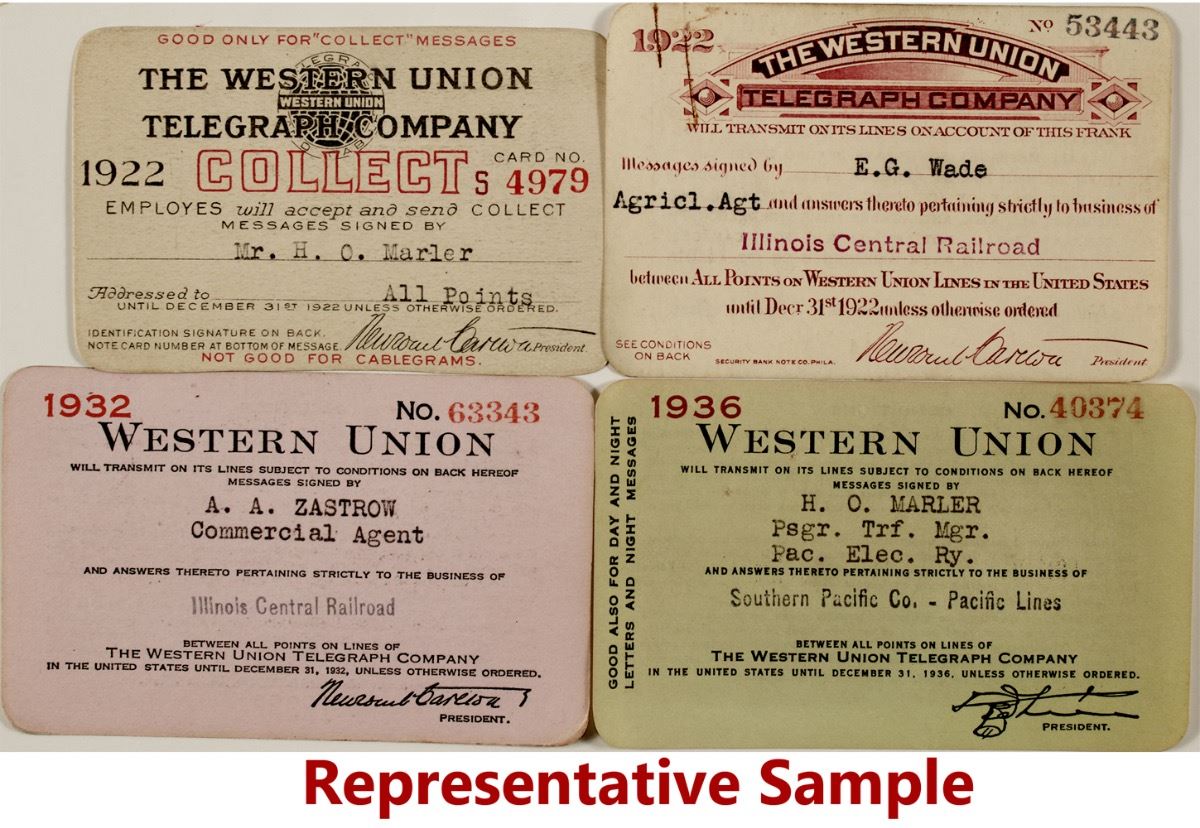 GOOD ONLY FOR "COLLECT" MESSAGES
THE WESTERN UNION
WESTERN UNION
TELEGRAPH COMPANY
1922 COLLECT CARD NO.
S 4979
EMPLOYES will accept and send COLLECT
MESSAGES SIGNED BY
Mr. H. O. Marler
Addressed to All Points
UNTIL DECEMBER 31ST 1922 UNLESS OTHERWISE ORDERED.
IDENTIFICATION SIGNATURE ON BACK.
NOTE CARD NUMBER AT BOTTOM OF MESSAGE. Newcomb Carlton President.
NOT GOOD FOR CABLEGRAMS.
1922 No 53443
THE WESTERN UNION
TELEGRAPH COMPANY
WILL TRANSMIT ON ITS LINES ON ACCOUNT OF THIS FRANK
Messages signed by E.G. Wade
Agricl.Agt and answers thereto pertaining strictly to business of
Illinois Central Railroad
between ALL POINTS ON WESTERN UNION LINES IN THE UNITED STATES
until Decr 31st 1922 unless otherwise ordered
SEE CONDITIONS
ON BACK
SECURITY BANK NOTE CO. PHILA. Newcomb Carlton President
1932 No. 63343
WESTERN UNION
WILL TRANSMIT ON ITS LINES SUBJECT TO CONDITIONS ON BACK HEREOF
MESSAGES SIGNED BY
A. A. ZASTROW
Commercial Agent
AND ANSWERS THERETO PERTAINING STRICTLY TO THE BUSINESS OF
Illinois Central Railroad
BETWEEN ALL POINTS ON LINES OF
THE WESTERN UNION TELEGRAPH COMPANY
IN THE UNITED STATES UNTIL DECEMBER 31, 1932, UNLESS OTHERWISE ORDERED.
Newcomb Carlton
PRESIDENT.
GOOD ALSO FOR DAY AND NIGHT
LETTERS AND NIGHT MESSAGES
1936 No. 40374
WESTERN UNION
WILL TRANSMIT ON ITS LINES SUBJECT TO CONDITIONS ON BACK HEREOF
MESSAGES SIGNED BY
H. O. MARLER
Psgr. Trf. Mgr.
Pac. Elec. Ry.
AND ANSWERS THERETO PERTAINING STRICTLY TO THE BUSINESS OF
Southern Pacific Co. - Pacific Lines
BETWEEN ALL POINTS ON LINES OF
THE WESTERN UNION TELEGRAPH COMPANY
IN THE UNITED STATES UNTIL DECEMBER 31, 1936, UNLESS OTHERWISE ORDERED.
PRESIDENT.
Representative Sample